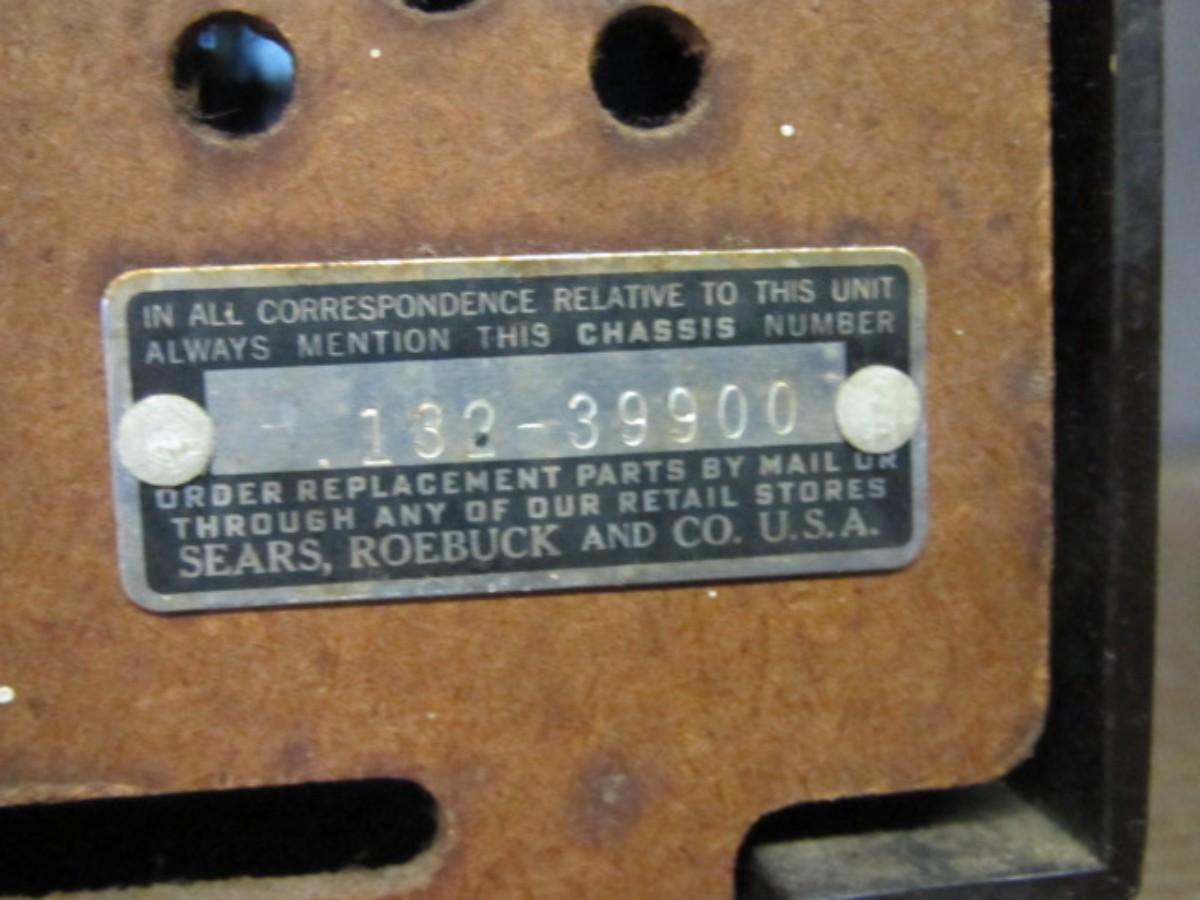 IN ALL CORRESPONDENCE RELATIVE TO THIS UNIT
ALWAYS MENTION THIS CHASSIS NUMBER
132-39900
ORDER REPLACEMENT PARTS BY MAIL OR
THROUGH ANY OF OUR RETAIL STORES
SEARS, ROEBUCK AND CO. U.S.A.